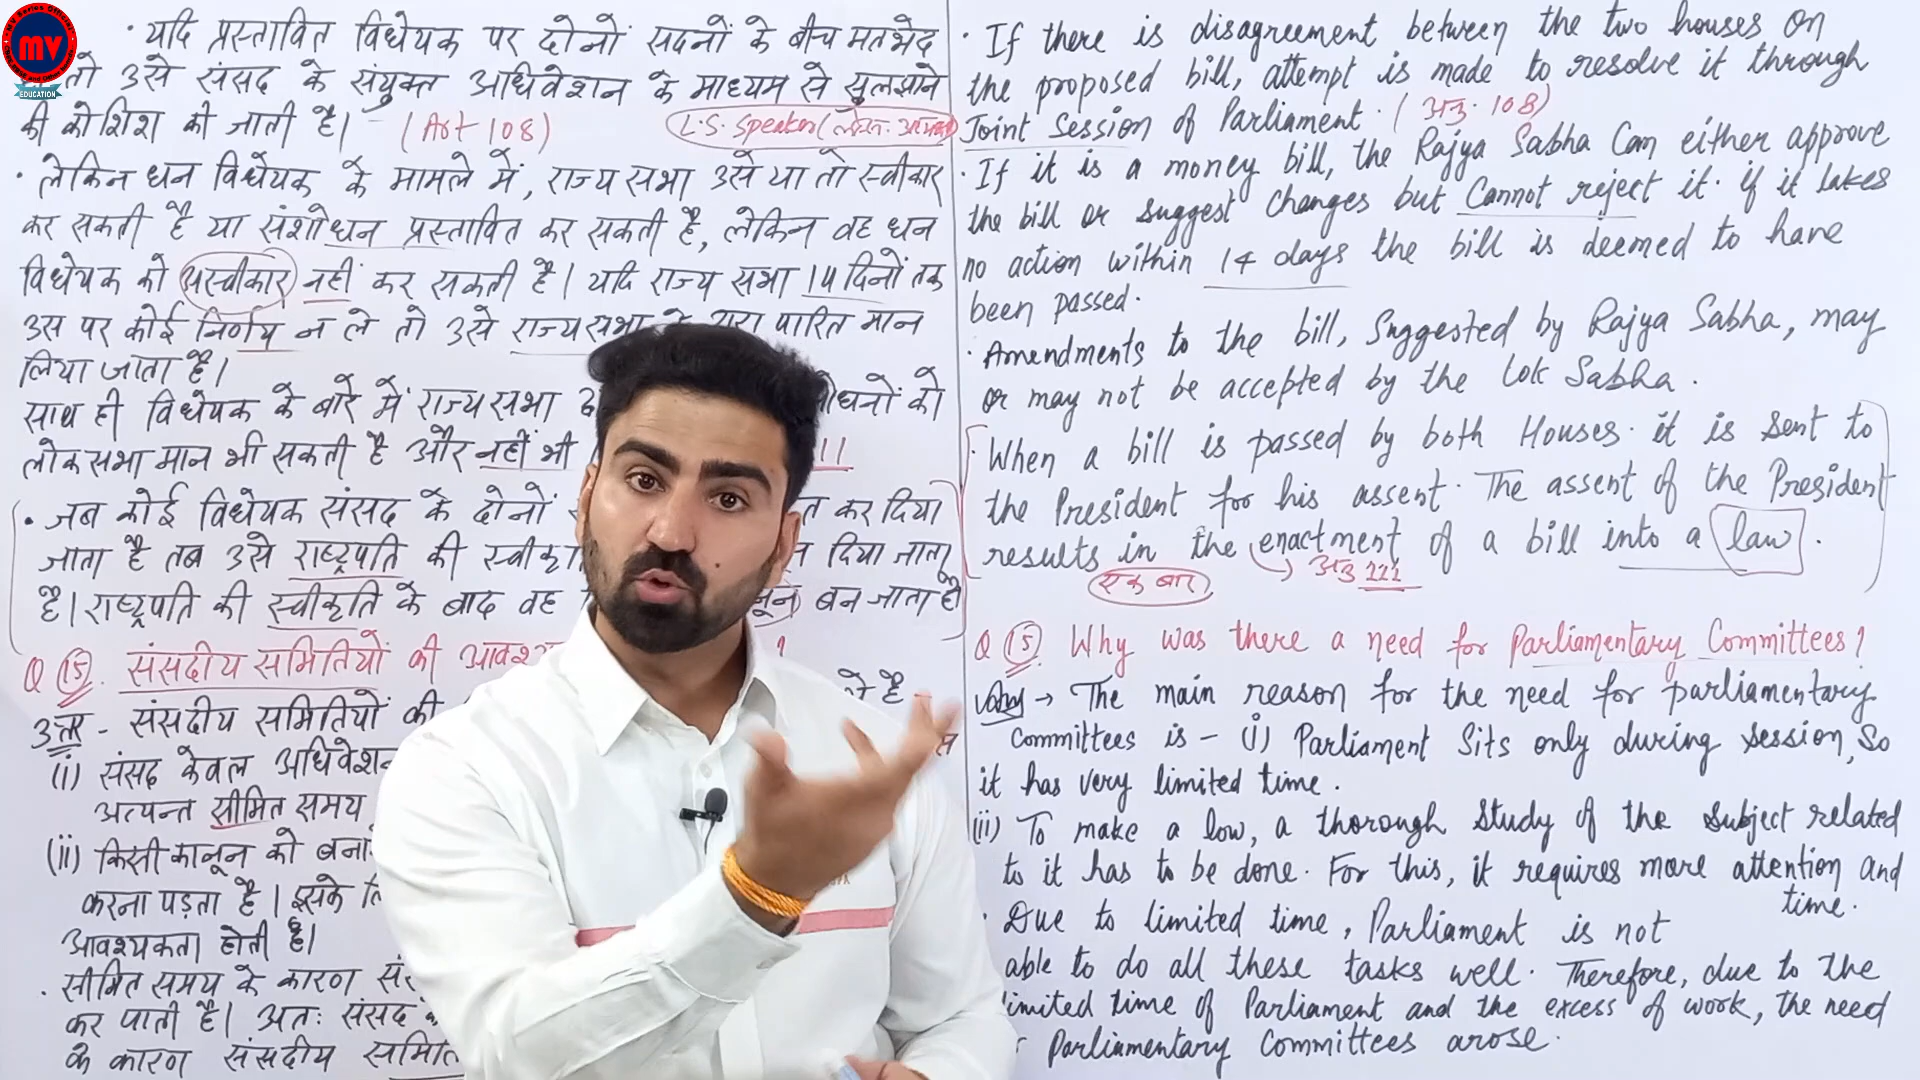 mv
EDUCATION
· यदि प्रस्तावित विधेयक पर दोनों सदनों के बीच मतभेद
तो उसे संसद के संयुक्त अधिवेशन के माध्यम से सुलझाने
की कोशिश की जाती है। - (Art-108)
L.S. Speaker
· लेकिन धन विधेयक के मामले में, राज्य सभा उसे या तो स्वीकार
कर सकती है या संशोधन प्रस्तावित कर सकती है, लेकिन वह धन
विधेयक को अस्वीकार नहीं कर सकती है। यदि राज्य सभा 14 दिनों तक
उस पर कोई निर्णय न ले तो उसे राज्य सभा पारित मान
लिया जाता है।
साथ ही विधेयक के बारे में राज्य सभा को
लोकसभा मान भी सकती है और नहीं भी
· जब कोई विधेयक संसद के दोनों कर दिया
जाता है तब उसे राष्ट्रपति की दिया जाता
है। राष्ट्रपति की स्वीकृति के बाद वह बन जाता है
Q 15. संसदीय समितियों की ?
उत्तर - संसदीय समितियों की है
(i) संसद केवल
अत्यन्त सीमित समय
(ii) किसी कानून को
करना पड़ता है। इसके
आवश्यकता होती है।
· सीमित समय के कारण
कर पाती है। अतः संसद
के कारण संसदीय
· If there is disagreement between the two houses on
the proposed bill, attempt is made to resolve it through
Joint Session of Parliament. (अनु. 108)
· If it is a money bill, the Rajya Sabha Can either approve
the bill or suggest changes but Cannot reject it. if it takes
no action within 14 days the bill is deemed to have
been passed.
· Amendments to the bill, Suggested by Rajya Sabha, may
or may not be accepted by the Lok Sabha.
· When a bill is passed by both Houses. it is sent to
the President for his assent. The assent of the President
results in the enactment of a bill into a law.
एक बार अनु 111
Q 15. Why was there a need for Parliamentary Committees?
Ans → The main reason for the need for parliamentary
Committees is - (i) Parliament Sits only during session, So
it has very limited time.
(ii) To make a low, a thorough Study of the Subject related
to it has to be done. For this, it requires more attention and
time.
· Due to limited time, Parliament is not
able to do all these tasks well. Therefore, due to the
limited time of Parliament and the excess of work, the need
Parliamentary Committees arose.